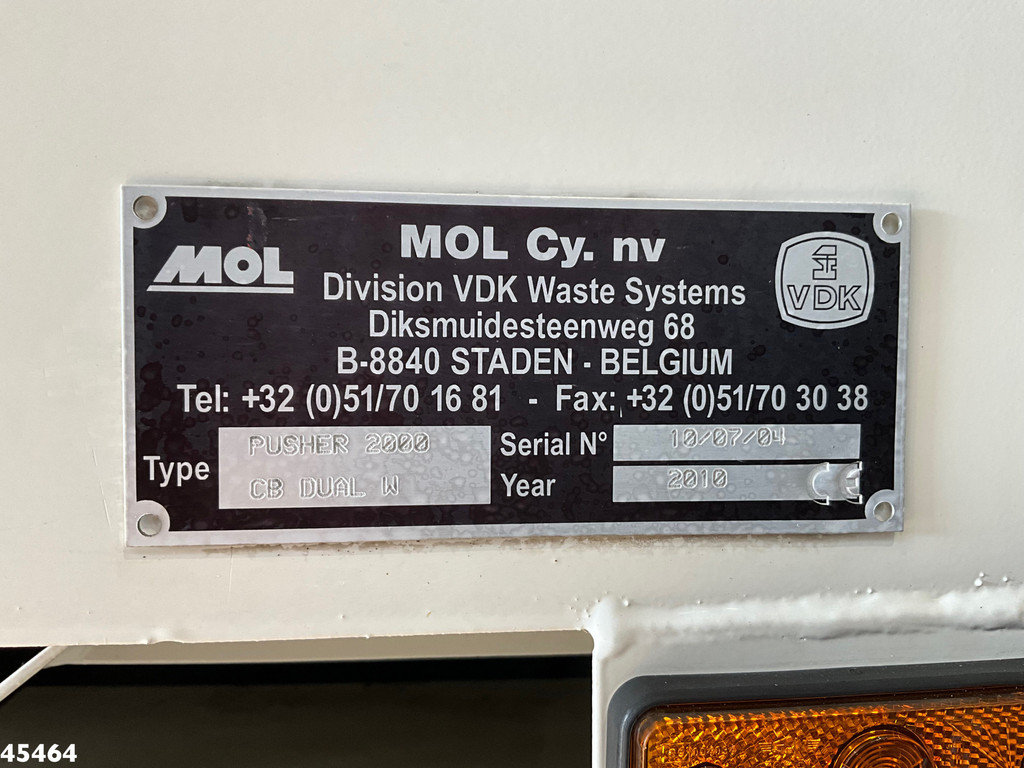 MOL
MOL Cy. nv
Division VDK Waste Systems
Diksmuidesteenweg 68
B-8840 STADEN - BELGIUM
Tel: +32 (0)51/70 16 81 - Fax: +32 (0)51/70 30 38
VDK
Type PUSHER 2000
CB DUAL W
Serial N° 10/07/04
Year 2010 CE
45464